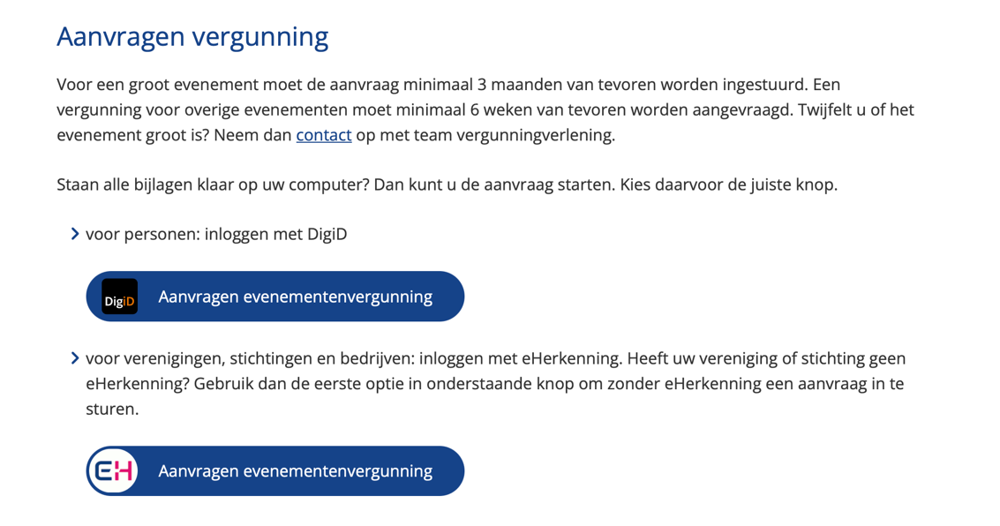 Aanvragen vergunning
Voor een groot evenement moet de aanvraag minimaal 3 maanden van tevoren worden ingestuurd. Een
vergunning voor overige evenementen moet minimaal 6 weken van tevoren worden aangevraagd. Twijfelt u of het
evenement groot is? Neem dan contact op met team vergunningverlening.
Staan alle bijlagen klaar op uw computer? Dan kunt u de aanvraag starten. Kies daarvoor de juiste knop.
voor personen: inloggen met DigiD
DigiD Aanvragen evenementenvergunning
voor verenigingen, stichtingen en bedrijven: inloggen met eHerkenning. Heeft uw vereniging of stichting geen
eHerkenning? Gebruik dan de eerste optie in onderstaande knop om zonder eHerkenning een aanvraag in te
sturen.
EH Aanvragen evenementenvergunning